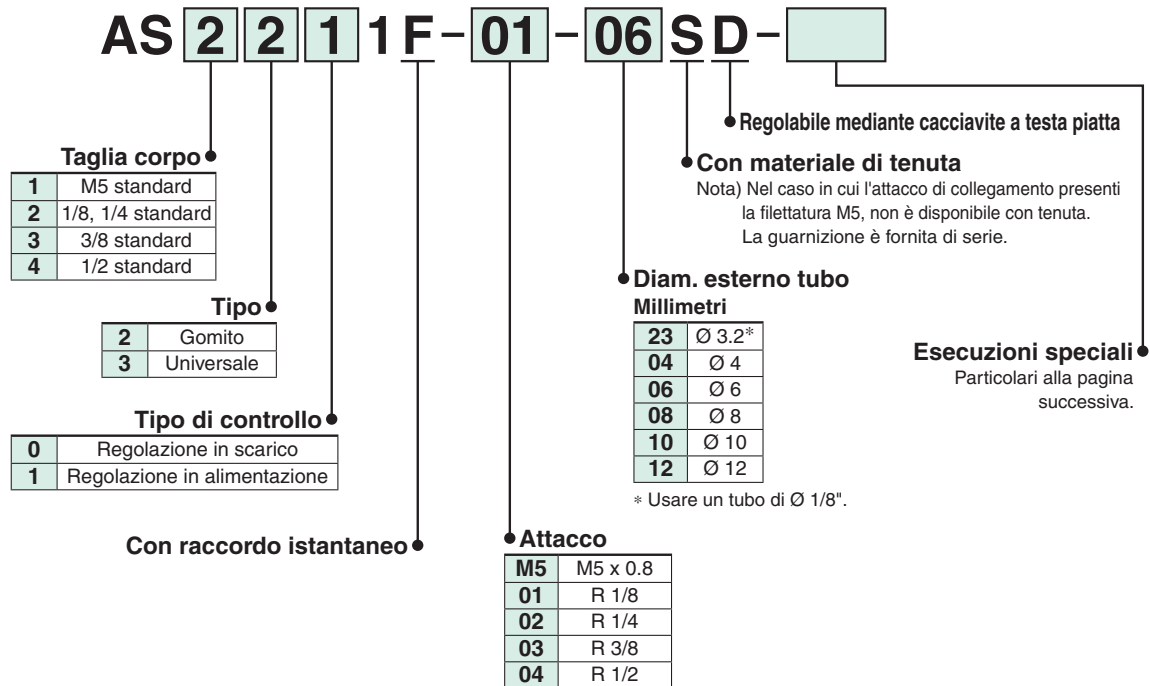 AS 2 2 1 1 F - 01 - 06 S D -
Regolabile mediante cacciavite a testa piatta
Con materiale di tenuta
Nota) Nel caso in cui l'attacco di collegamento presenti
la filettatura M5, non è disponibile con tenuta.
La guarnizione è fornita di serie.
Taglia corpo
1 M5 standard
2 1/8, 1/4 standard
3 3/8 standard
4 1/2 standard
Tipo
2 Gomito
3 Universale
Tipo di controllo
0 Regolazione in scarico
1 Regolazione in alimentazione
Con raccordo istantaneo
Diam. esterno tubo
Millimetri
23 Ø 3.2*
04 Ø 4
06 Ø 6
08 Ø 8
10 Ø 10
12 Ø 12
* Usare un tubo di Ø 1/8".
Esecuzioni speciali
Particolari alla pagina
successiva.
Attacco
M5 M5 x 0.8
01 R 1/8
02 R 1/4
03 R 3/8
04 R 1/2